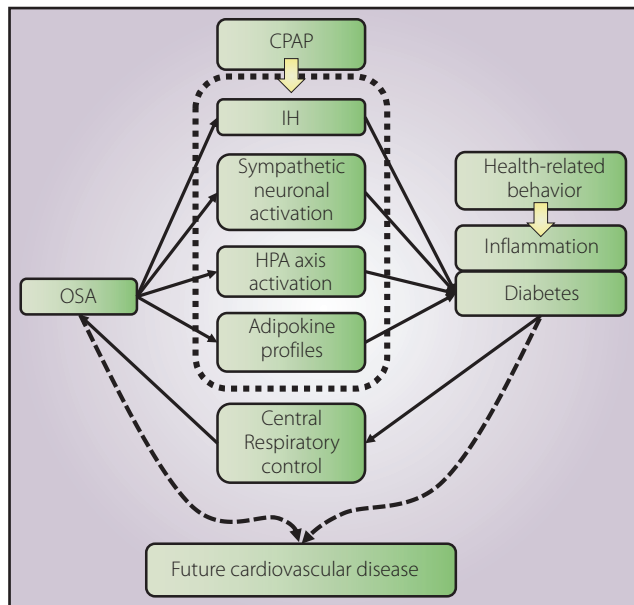 CPAP
IH
Sympathetic
neuronal
activation
Health-related
behavior
HPA axis
activation
Inflammation
OSA
Diabetes
Adipokine
profiles
Central
Respiratory
control
Future cardiovascular disease